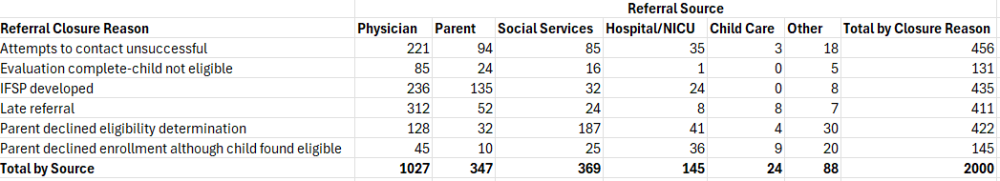 Referral Source
Referral Closure Reason Physician Parent Social Services Hospital/NICU Child Care Other Total by Closure Reason
Attempts to contact unsuccessful 221 94 85 35 3 18 456
Evaluation complete-child not eligible 85 24 16 1 0 5 131
IFSP developed 236 135 32 24 0 8 435
Late referral 312 52 24 8 8 7 411
Parent declined eligibility determination 128 32 187 41 4 30 422
Parent declined enrollment although child found eligible 45 10 25 36 9 20 145
Total by Source 1027 347 369 145 24 88 2000